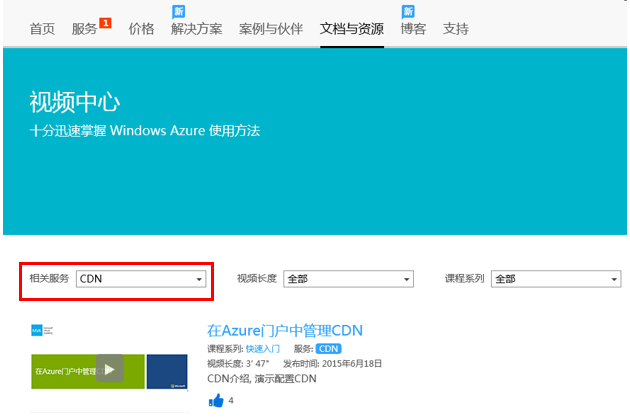 新 新
首页 服务 1 价格 解决方案 案例与伙伴 文档与资源 博客 支持
视频中心
十分迅速掌握 Windows Azure 使用方法
相关服务 CDN 视频长度 全部 课程系列 全部
在Azure门户中管理CDN
课程系列: 快速入门 服务: CDN
视频长度: 3' 47" 发布时间: 2015年6月18日
在Azure门户中管理CDN
CDN介绍, 演示配置CDN
4